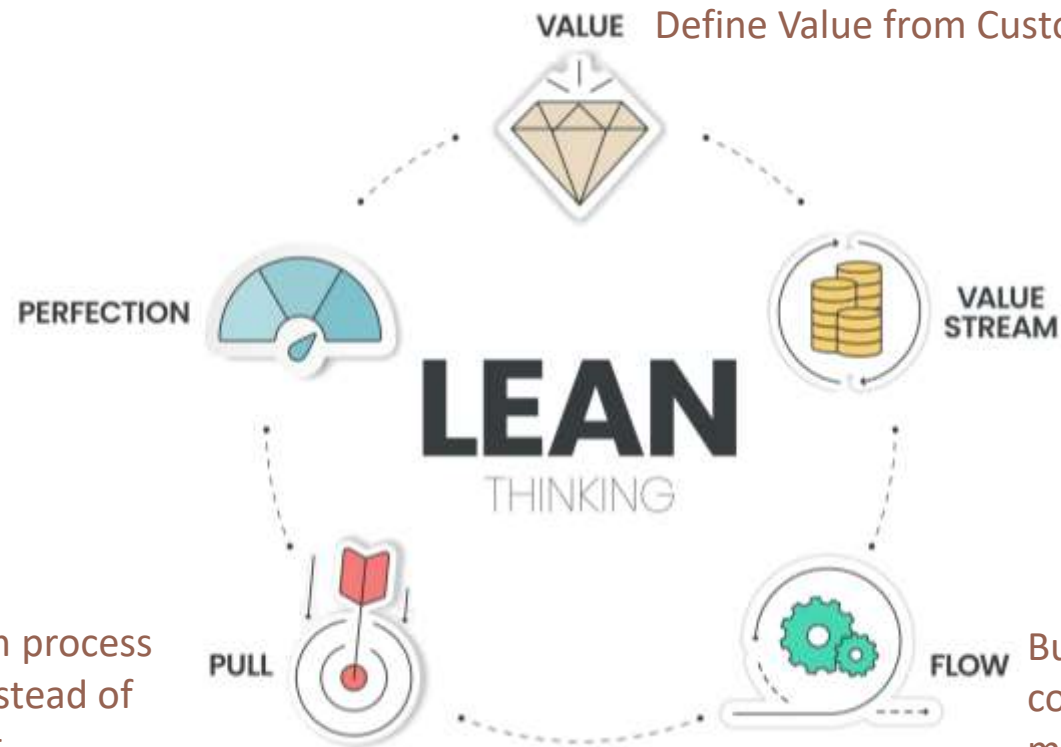 VALUE Define Value from Custo
PERFECTION
VALUE
STREAM
LEAN
THINKING
process
stead of
PULL
FLOW
Bu
co